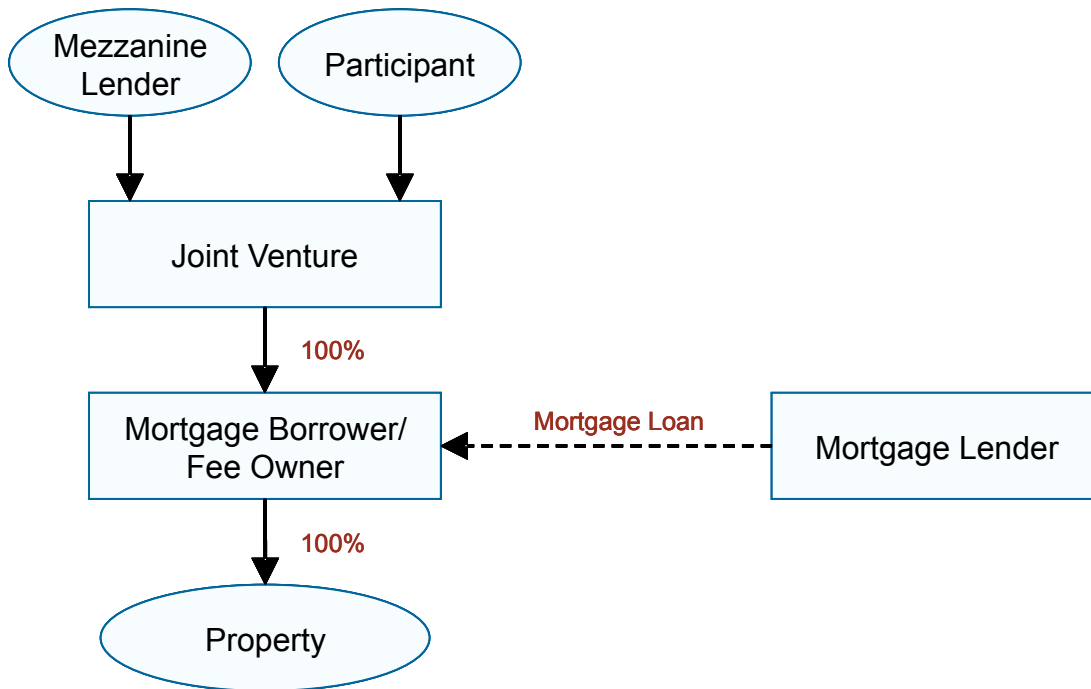 Mezzanine
Lender
Participant
Joint Venture
100%
Mortgage Borrower/
Fee Owner
Mortgage Loan
Mortgage Lender
100%
Property